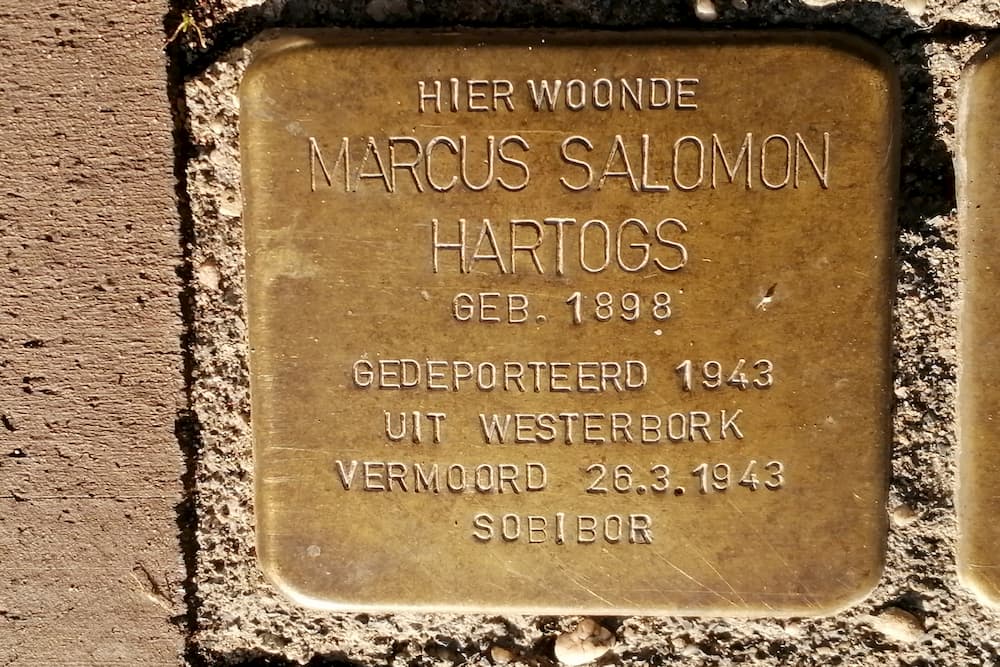 HIER WOONDE
MARCUS SALOMON
HARTOGS
GEB. 1898
GEDEPORTEERD 1943
UIT WESTERBORK
VERMOORD 26.3.1943
SOBIBOR